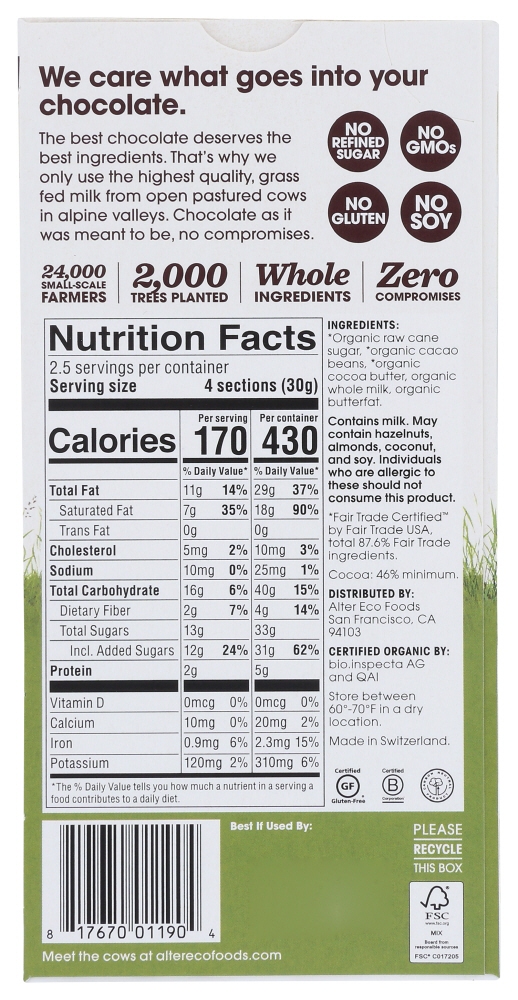 We care what goes into your
chocolate.
The best chocolate deserves the
best ingredients. That's why we
only use the highest quality, grass
fed milk from open pastured cows
in alpine valleys. Chocolate as it
was meant to be, no compromises.
NO
REFINED
SUGAR
NO
GMOs
NO
GLUTEN
NO
SOY
24,000
SMALL-SCALE
FARMERS
2,000
TREES PLANTED
Whole
INGREDIENTS
Zero
COMPROMISES
Nutrition Facts
2.5 servings per container
Serving size 4 sections (30g)
Per serving Per container
Calories 170 430
% Daily Value* % Daily Value*
Total Fat 11g 14% 29g 37%
Saturated Fat 7g 35% 18g 90%
Trans Fat 0g 0g
Cholesterol 5mg 2% 10mg 3%
Sodium 10mg 0% 25mg 1%
Total Carbohydrate 16g 6% 40g 15%
Dietary Fiber 2g 7% 4g 14%
Total Sugars 13g 33g
Incl. Added Sugars 12g 24% 31g 62%
Protein 2g 5g
Vitamin D 0mcg 0% 0mcg 0%
Calcium 10mg 0% 20mg 2%
Iron 0.9mg 6% 2.3mg 15%
Potassium 120mg 2% 310mg 6%
*The % Daily Value tells you how much a nutrient in a serving a
food contributes to a daily diet.
INGREDIENTS:
*Organic raw cane
sugar, *organic cacao
beans, *organic
cocoa butter, organic
whole milk, organic
butterfat.
Contains milk. May
contain hazelnuts,
almonds, coconut,
and soy. Individuals
who are allergic to
these should not
consume this product.
*Fair Trade Certified™
by Fair Trade USA,
total 87.6% Fair Trade
ingredients.
Cocoa: 46% minimum.
DISTRIBUTED BY:
Alter Eco Foods
San Francisco, CA
94103
CERTIFIED ORGANIC BY:
bio.inspecta AG
and QAI
Store between
60°-70°F in a dry
location.
Made in Switzerland.
Certified
GF
Gluten-Free
Certified
B
Corporation
8 17670 01190 4
Best If Used By:
PLEASE
RECYCLE
THIS BOX
FSC
www.fsc.org
MIX
Board from
responsible sources
FSC® C017205
Meet the cows at alterecofoods.com